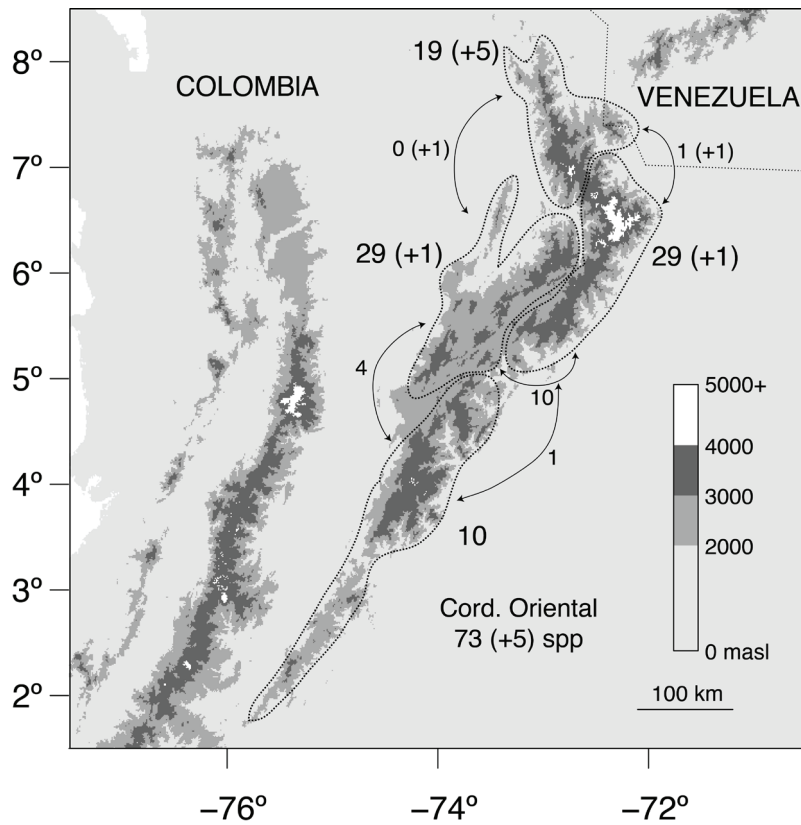 8º
7º
6º
5º
4º
3º
2º
COLOMBIA
19 (+5)
VENEZUELA
0 (+1)
1 (+1)
29 (+1)
29 (+1)
4
10
1
10
Cord. Oriental
73 (+5) spp
5000+
4000
3000
2000
0 masl
100 km
−76º
−74º
−72º